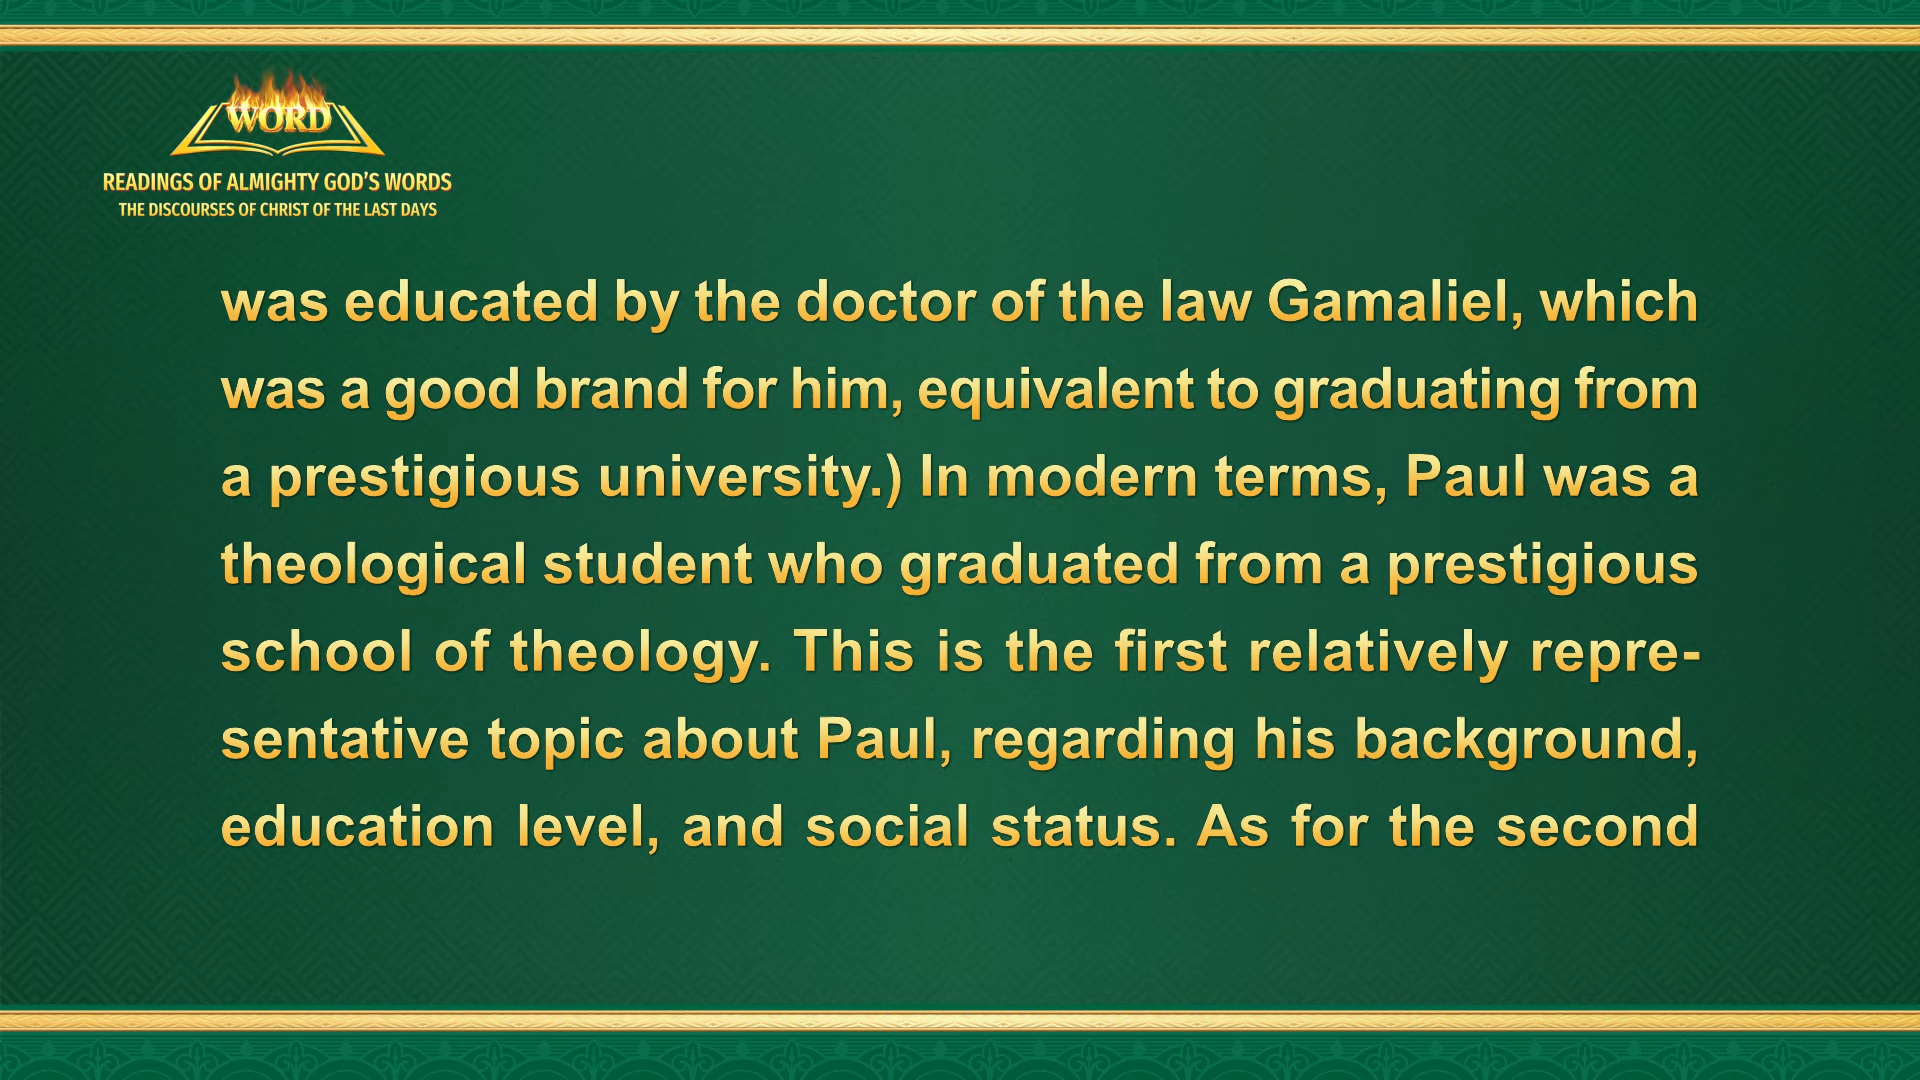 WORD
READINGS OF ALMIGHTY GOD'S WORDS
THE DISCOURSES OF CHRIST OF THE LAST DAYS
was educated by the doctor of the law Gamaliel, which
was a good brand for him, equivalent to graduating from
a prestigious university.) In modern terms, Paul was a
theological student who graduated from a prestigious
school of theology. This is the first relatively repre-
sentative topic about Paul, regarding his background,
education level, and social status. As for the second